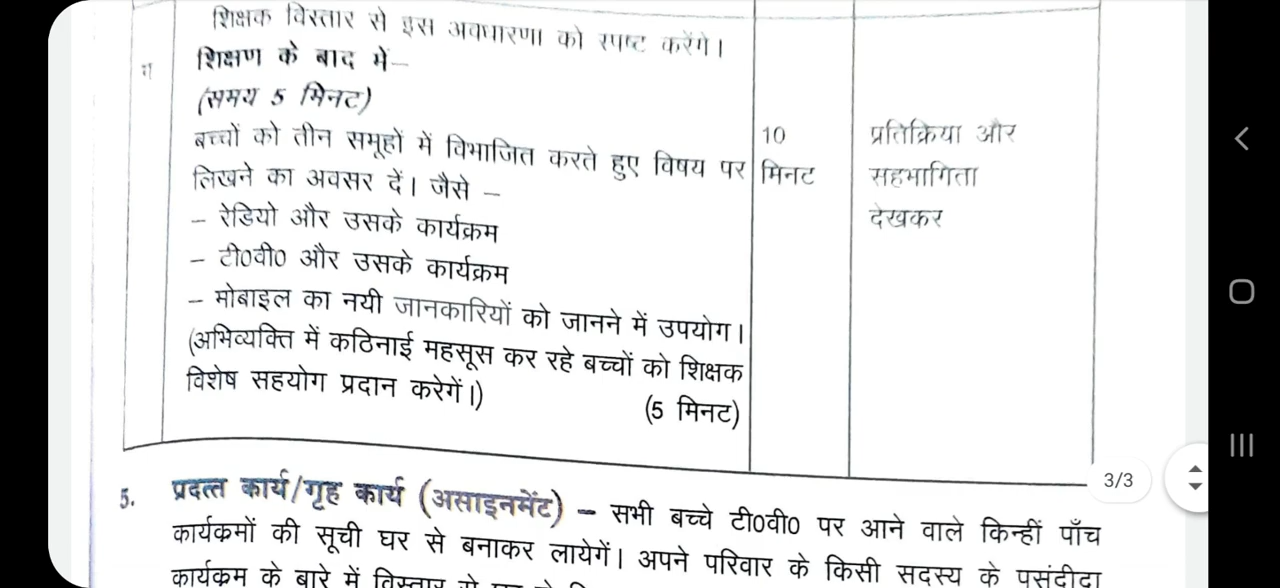 शिक्षक विस्तार से इस अवधारणा को स्पष्ट करेंगे।
ग
शिक्षण के बाद में–
(समय 5 मिनट)
बच्चों को तीन समूहों में विभाजित करते हुए विषय पर
लिखने का अवसर दें। जैसे –
– रेडियो और उसके कार्यक्रम
– टी0वी0 और उसके कार्यक्रम
– मोबाइल का नयी जानकारियों को जानने में उपयोग।
(अभिव्यक्ति में कठिनाई महसूस कर रहे बच्चों को शिक्षक
विशेष सहयोग प्रदान करेगें।)
(5 मिनट)
10
मिनट
प्रतिक्रिया और
सहभागिता
देखकर
3/3
5. प्रदत्त कार्य/गृह कार्य (असाइनमेंट) – सभी बच्चे टी0वी0 पर आने वाले किन्हीं पाँच
कार्यक्रमों की सूची घर से बनाकर लायेगें। अपने परिवार के किसी सदस्य के पसंदीदा
कार्यक्रम के बारे में विस्तार से